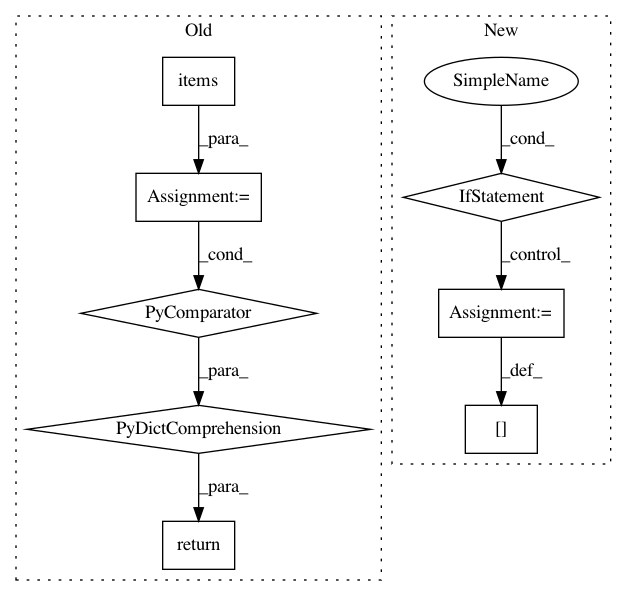 Old
New
items
SimpleName
_para_
_cond_
Assignment:=
IfStatement
_cond_
_control_
PyComparator
Assignment:=
_para_
_def_
PyDictComprehension
[]
_para_
return